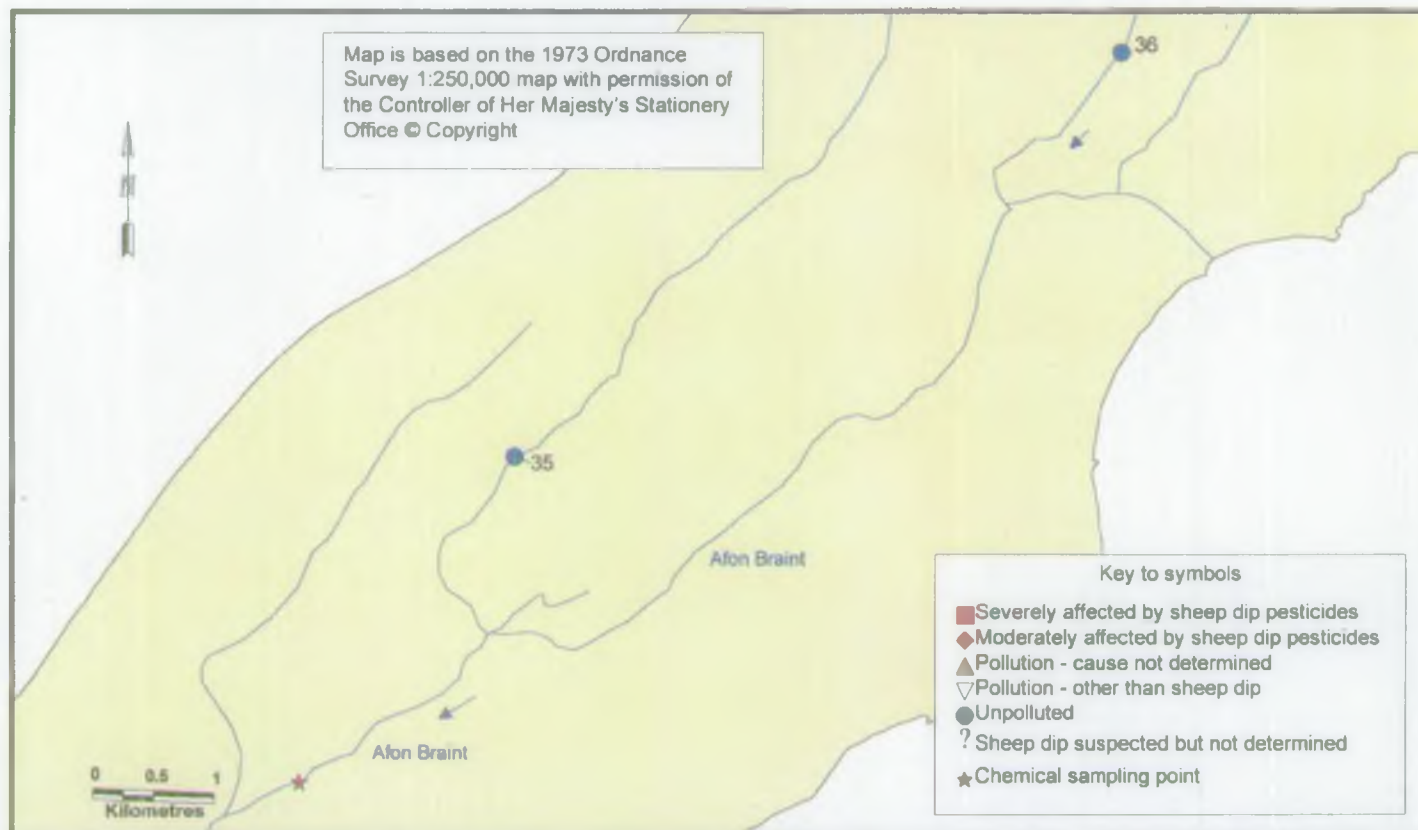 Map is based on the 1973 Ordnance
Survey 1:250,000 map with permission of
the Controller of Her Majesty's Stationery
Office © Copyright
36
N
35
Afon Braint
Afon Braint
0 0.5 1
Kilometres
Key to symbols
Severely affected by sheep dip pesticides
Moderately affected by sheep dip pesticides
Pollution - cause not determined
Pollution - other than sheep dip
Unpolluted
? Sheep dip suspected but not determined
Chemical sampling point